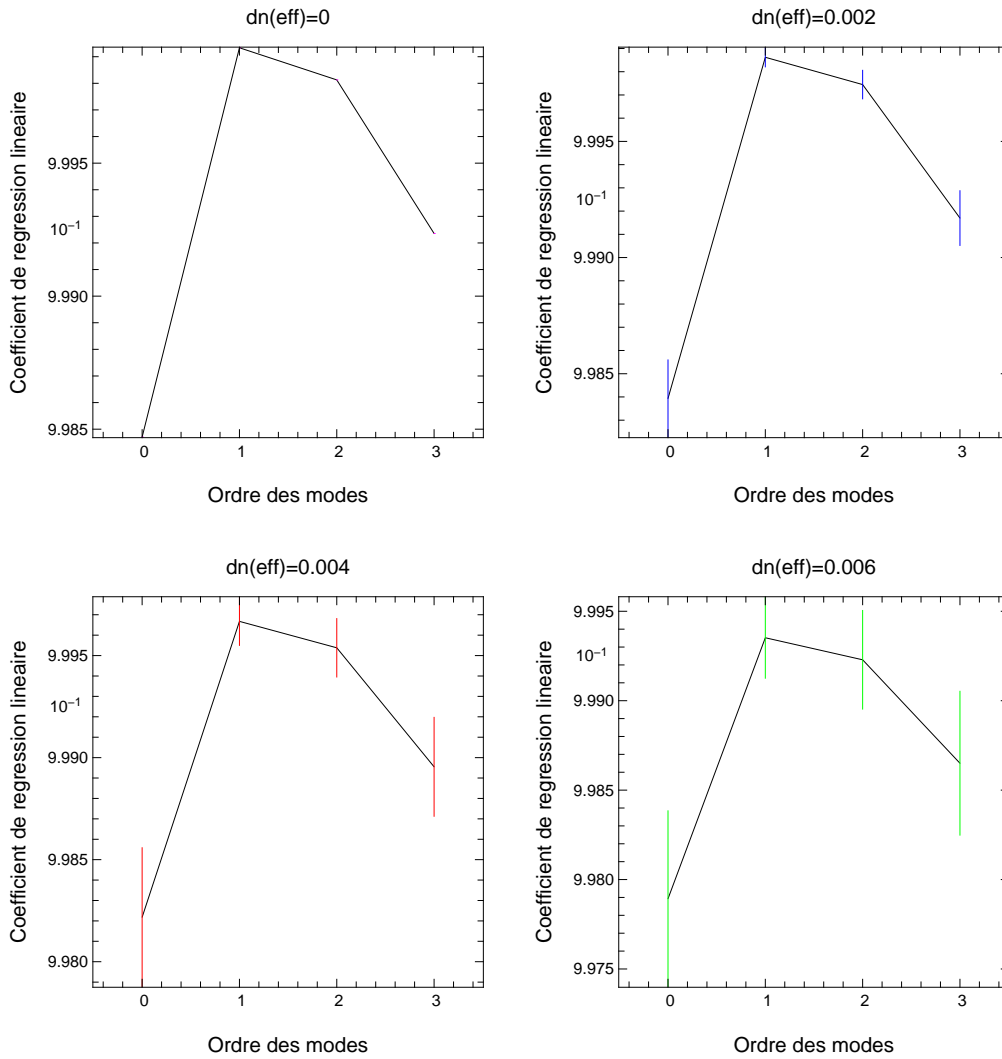 dn(eff)=0
Coefficient de regression lineaire
9.995
10⁻¹
9.990
9.985
0 1 2 3
Ordre des modes
dn(eff)=0.002
Coefficient de regression lineaire
9.995
10⁻¹
9.990
9.985
0 1 2 3
Ordre des modes
dn(eff)=0.004
Coefficient de regression lineaire
9.995
10⁻¹
9.990
9.985
9.980
0 1 2 3
Ordre des modes
dn(eff)=0.006
Coefficient de regression lineaire
9.995
10⁻¹
9.990
9.985
9.980
9.975
0 1 2 3
Ordre des modes